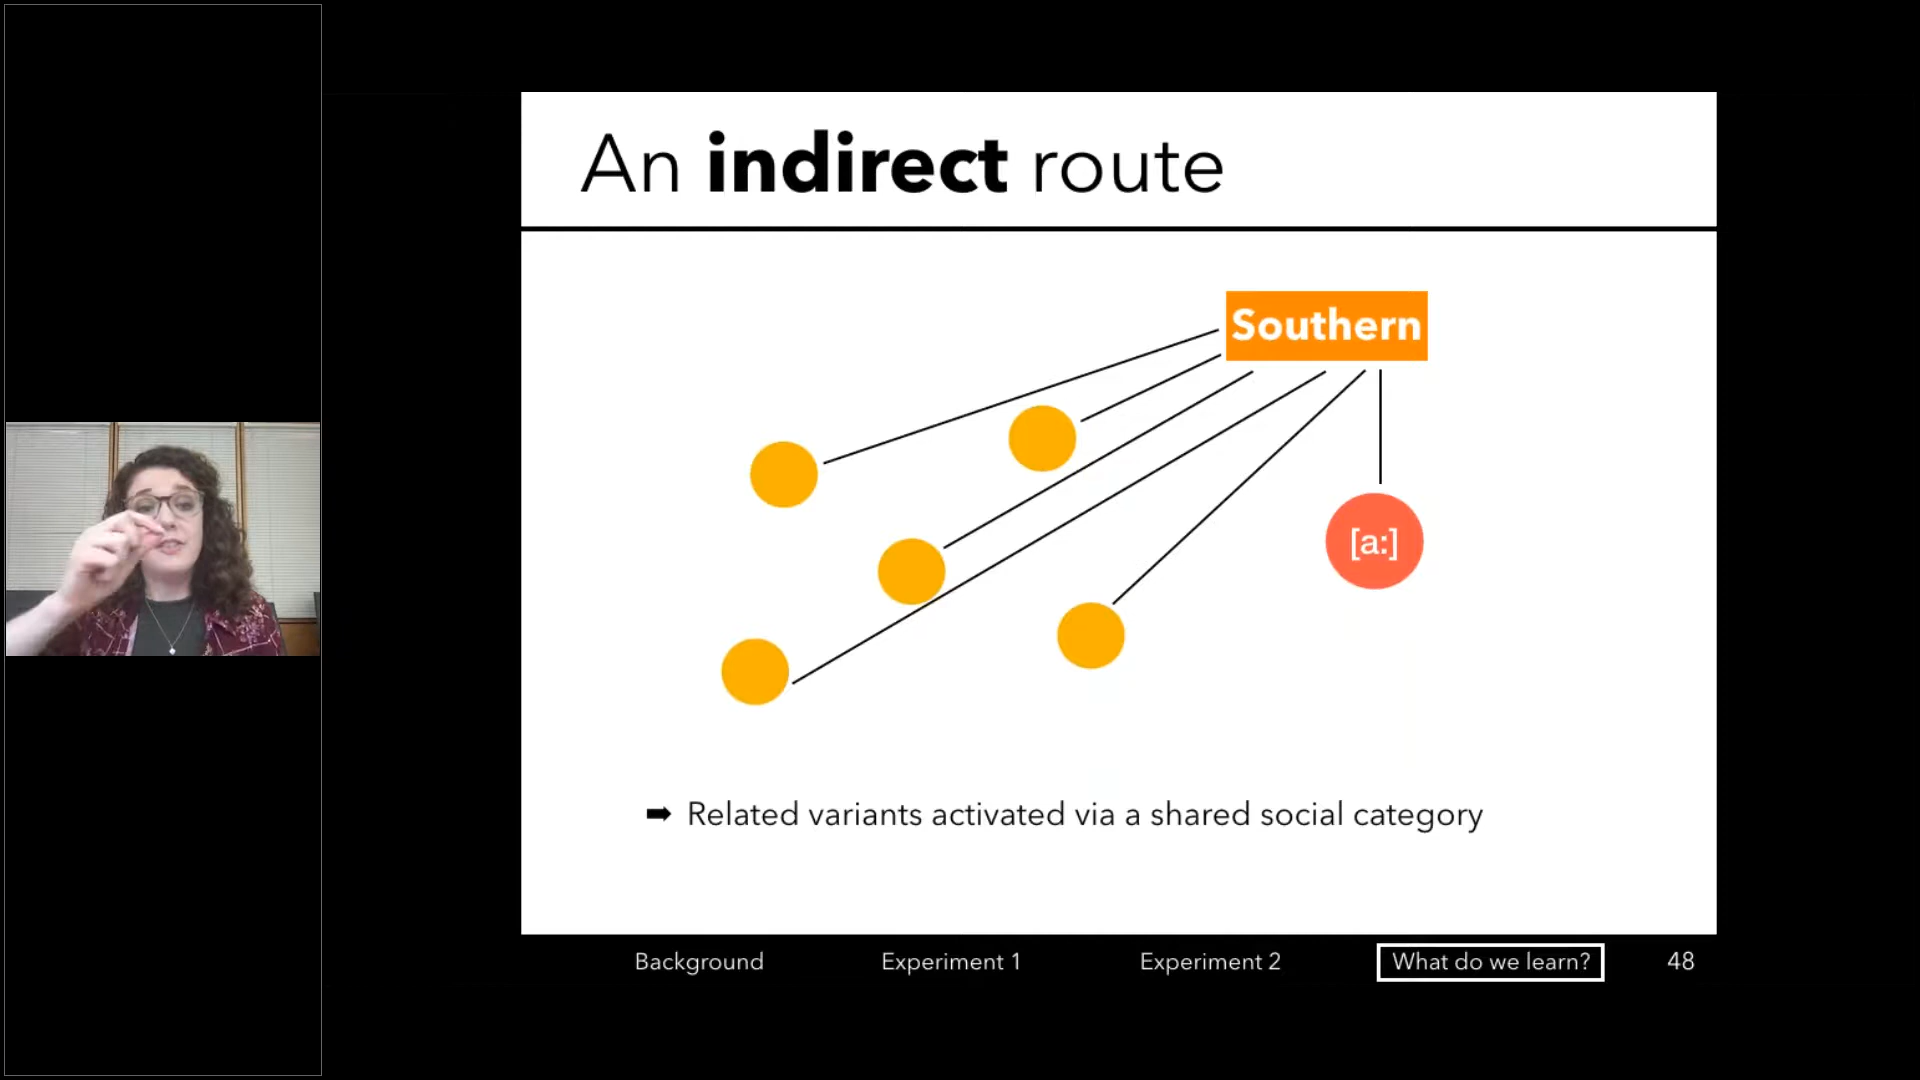 An indirect route
Southern
[a:]
➡ Related variants activated via a shared social category
Background Experiment 1 Experiment 2 What do we learn? 48